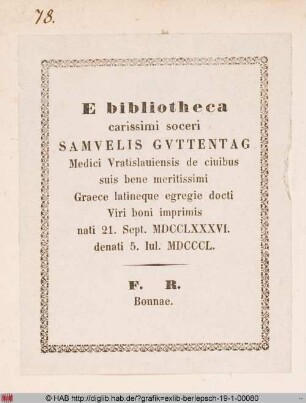 78.
E bibliotheca
carissimi soceri
SAMVELIS GVTTENTAG
Medici Vratislauiensis de ciuibus
suis bene meritissimi
Graece latineque egregie docti
Viri boni imprimis
nati 21. Sept. MDCCLXXXVI.
denati 5. Iul. MDCCCL.
F. R.
Bonnae.
© HAB http://diglib.hab.de/?grafik=exlib-berlepsch-19-1-00080